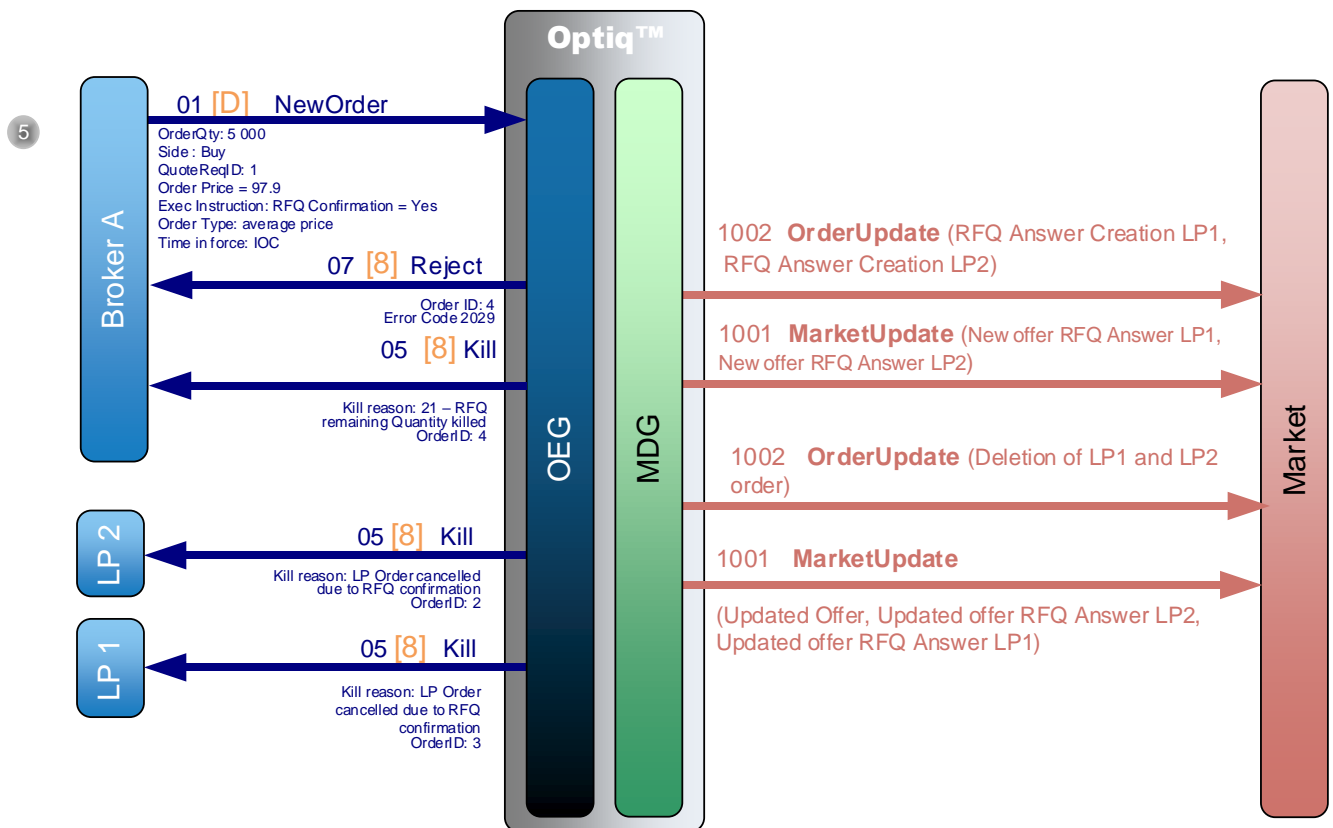 Optiq™
5
Broker A
01 [D] NewOrder
OrderQty: 5 000
Side : Buy
QuoteReqID: 1
Order Price = 97.9
Exec Instruction: RFQ Confirmation = Yes
Order Type: average price
Time in force: IOC
07 [8] Reject
Order ID: 4
Error Code 2029
05 [8] Kill
Kill reason: 21 – RFQ
remaining Quantity killed
OrderID: 4
LP 2
05 [8] Kill
Kill reason: LP Order cancelled
due to RFQ confirmation
OrderID: 2
LP 1
05 [8] Kill
Kill reason: LP Order
cancelled due to RFQ
confirmation
OrderID: 3
OEG
MDG
1002 OrderUpdate (RFQ Answer Creation LP1,
RFQ Answer Creation LP2)
1001 MarketUpdate (New offer RFQ Answer LP1,
New offer RFQ Answer LP2)
1002 OrderUpdate (Deletion of LP1 and LP2
order)
1001 MarketUpdate
(Updated Offer, Updated offer RFQ Answer LP2,
Updated offer RFQ Answer LP1)
Market